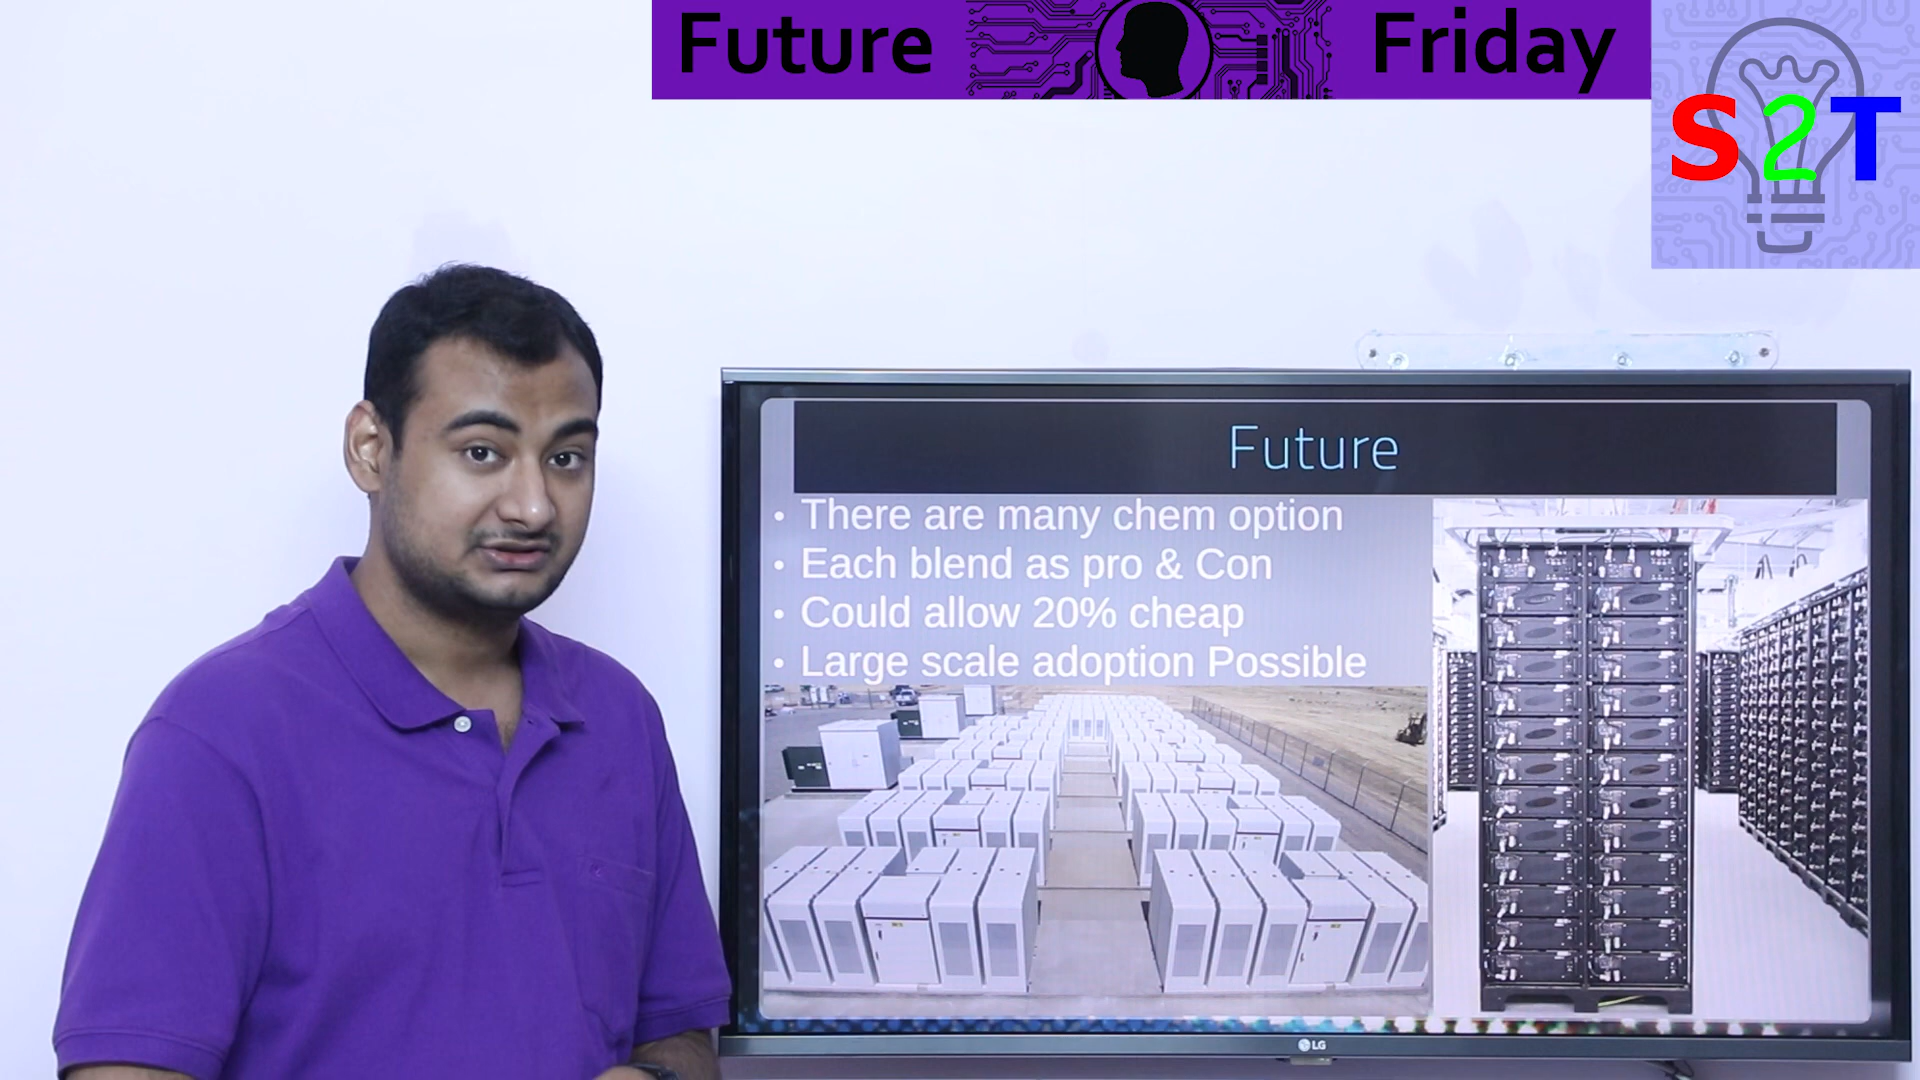 Future Friday
S2T
Future
• There are many chem option
• Each blend as pro & Con
• Could allow 20% cheap
• Large scale adoption Possible
LG